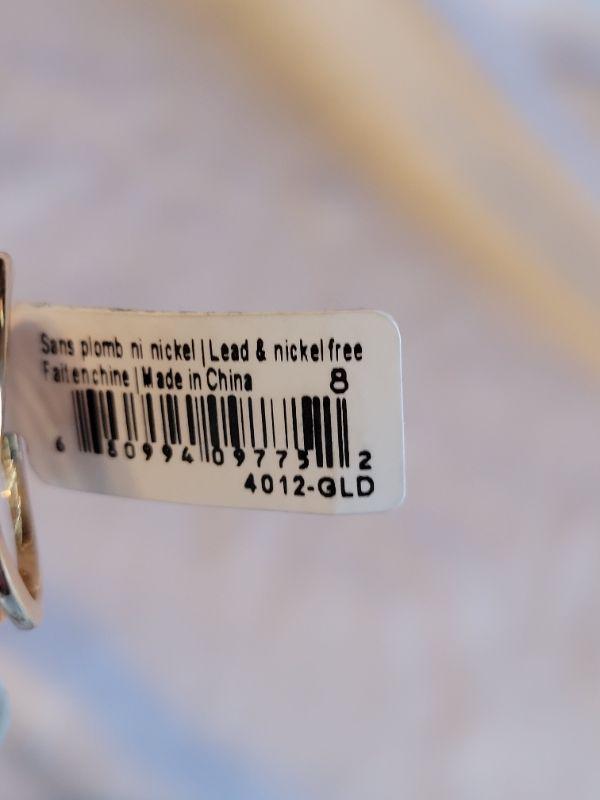 Sans plomb ni nickel | Lead & nickel free
Fait en chine | Made in China
8
6 80994 09775 2
4012-GLD